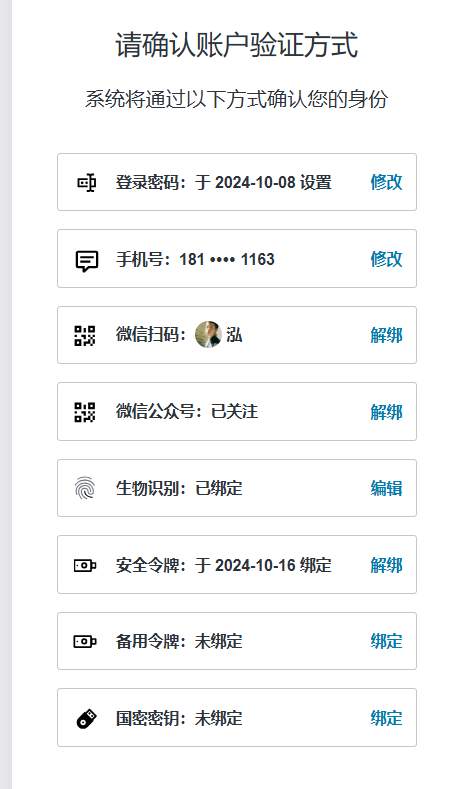 请确认账户验证方式
系统将通过以下方式确认您的身份
登录密码：于 2024-10-08 设置 修改
手机号：181 •••• 1163 修改
微信扫码： 泓 解绑
微信公众号：已关注 解绑
生物识别：已绑定 编辑
安全令牌：于 2024-10-16 绑定 解绑
备用令牌：未绑定 绑定
国密密钥：未绑定 绑定